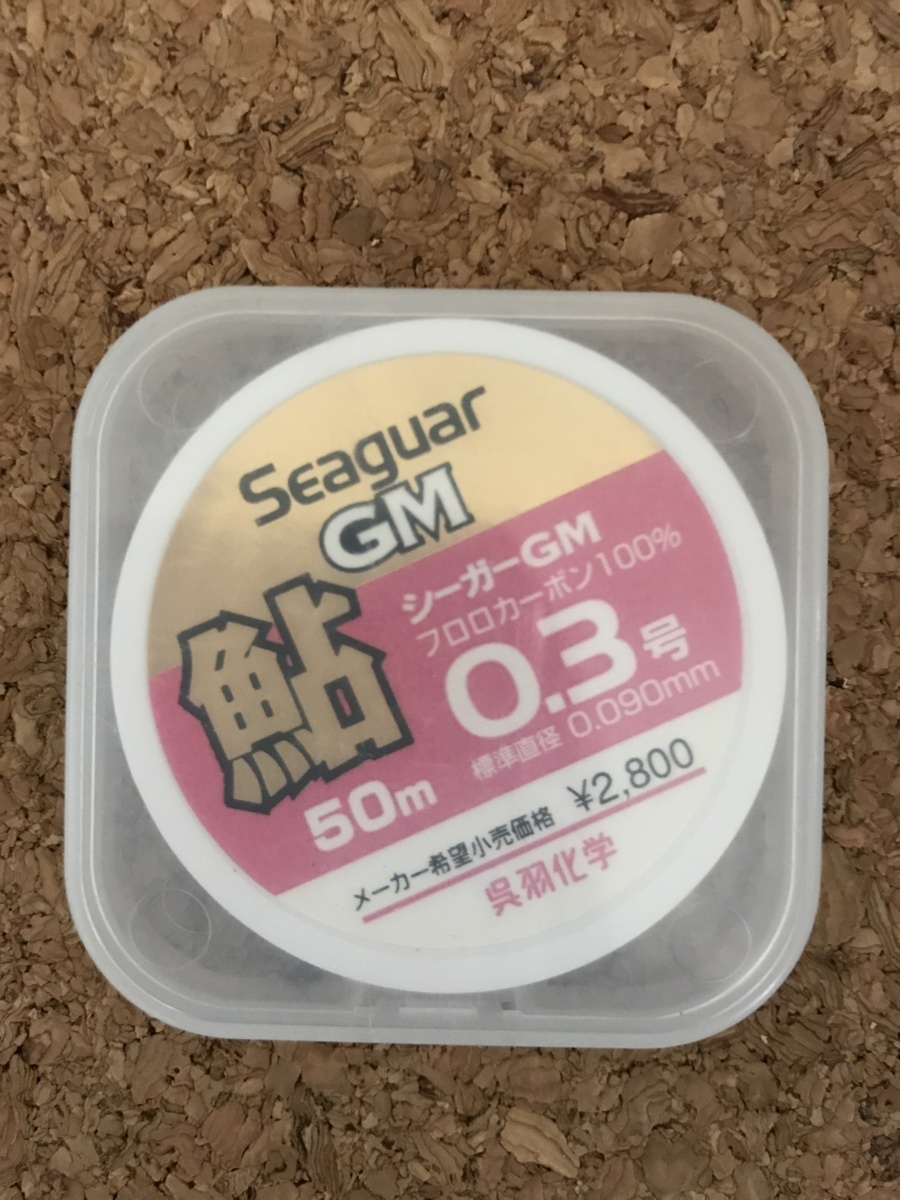 Seaguar
GM
鮎
シーガーGM
フロロカーボン100%
0.3号
標準直径 0.090mm
50m
メーカー希望小売価格 ¥2,800
呉羽化学